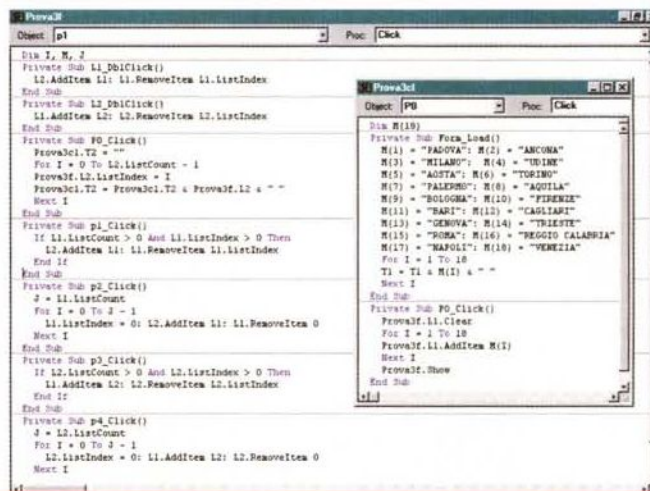 Prova3f
Object: p1 Proc: Click
Dim I, M, J
Private Sub L1_DblClick()
L2.AddItem L1: L1.RemoveItem L1.ListIndex
End Sub
Private Sub L2_DblClick()
L1.AddItem L2: L2.RemoveItem L2.ListIndex
End Sub
Private Sub P0_Click()
Prova3c1.T2 = ""
For I = 0 To L2.ListCount - 1
Prova3f.L2.ListIndex = I
Prova3c1.T2 = Prova3c1.T2 & Prova3f.L2 & " "
Next I
End Sub
Private Sub p1_Click()
If L1.ListCount > 0 And L1.ListIndex > 0 Then
L2.AddItem L1: L1.RemoveItem L1.ListIndex
End If
End Sub
Private Sub p2_Click()
J = L1.ListCount
For I = 0 To J - 1
L1.ListIndex = 0: L2.AddItem L1: L1.RemoveItem 0
Next I
End Sub
Private Sub p3_Click()
If L2.ListCount > 0 And L2.ListIndex > 0 Then
L1.AddItem L2: L2.RemoveItem L2.ListIndex
End If
End Sub
Private Sub p4_Click()
J = L2.ListCount
For I = 0 To J - 1
L2.ListIndex = 0: L1.AddItem L2: L2.RemoveItem 0
Next I
Prova3c1
Object: P0 Proc: Click
Dim M(18)
Private Sub Form_Load()
M(1) = "PADOVA": M(2) = "ANCONA"
M(3) = "MILANO": M(4) = "UDINE"
M(5) = "AOSTA": M(6) = "TORINO"
M(7) = "PALERMO": M(8) = "AQUILA"
M(9) = "BOLOGNA": M(10) = "FIRENZE"
M(11) = "BARI": M(12) = "CAGLIARI"
M(13) = "GENOVA": M(14) = "TRIESTE"
M(15) = "ROMA": M(16) = "REGGIO CALABRIA"
M(17) = "NAPOLI": M(18) = "VENEZIA"
For I = 1 To 18
T1 = T1 & M(I) & " "
Next I
End Sub
Private Sub P0_Click()
Prova3f.L1.Clear
For I = 1 To 18
Prova3f.L1.AddItem M(I)
Next I
Prova3f.Show
End Sub